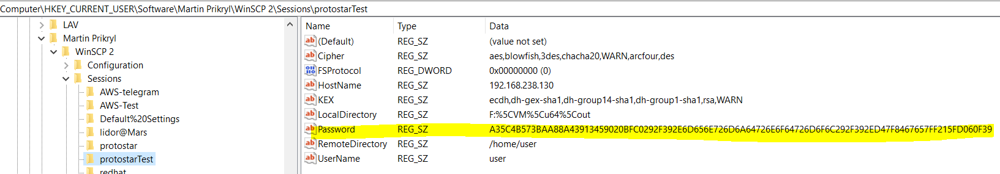 Computer\HKEY_CURRENT_USER\Software\Martin Prikryl\WinSCP 2\Sessions\protostarTest
LAV
Martin Prikryl
WinSCP 2
Configuration
Sessions
AWS-telegram
AWS-Test
Default%20Settings
lidor@Mars
protostar
protostarTest
redhat
Name Type Data
(Default) REG_SZ (value not set)
Cipher REG_SZ aes,blowfish,3des,chacha20,WARN,arcfour,des
FSProtocol REG_DWORD 0x00000000 (0)
HostName REG_SZ 192.168.238.130
KEX REG_SZ ecdh,dh-gex-sha1,dh-group14-sha1,dh-group1-sha1,rsa,WARN
LocalDirectory REG_SZ F:%5CVM%5Cu64%5Cout
Password REG_SZ A35C4B573BAA88A43913459020BFC0292F392E6D656E726D6A64726E6F64726D6F6C292F392ED47F8467657FF215FD060F39
RemoteDirectory REG_SZ /home/user
UserName REG_SZ user